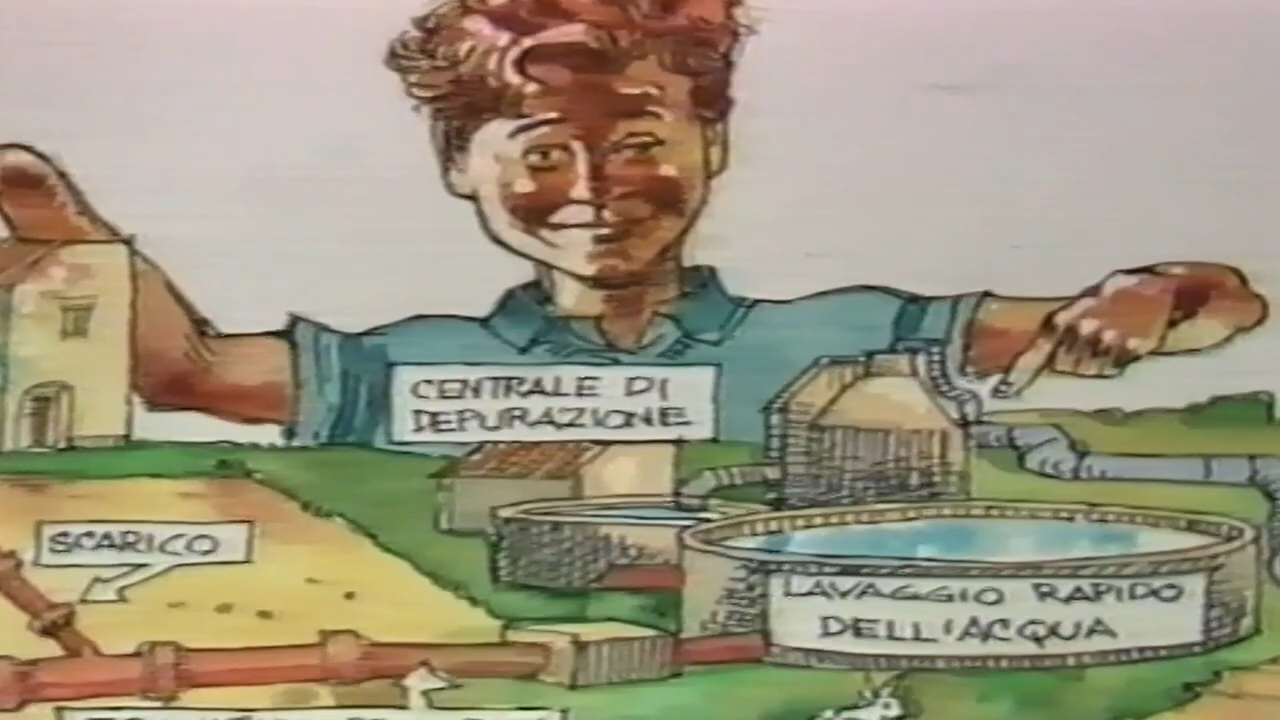 CENTRALE DI
DEPURAZIONE
SCARICO
LAVAGGIO RAPIDO
DELL'ACQUA